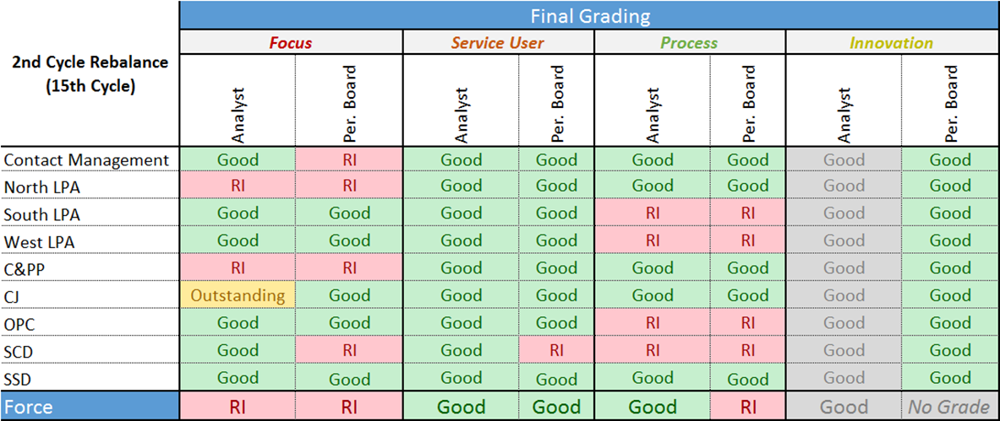 Final Grading
2nd Cycle Rebalance
(15th Cycle)
Focus Service User Process Innovation
Analyst Per. Board Analyst Per. Board Analyst Per. Board Analyst Per. Board
Contact Management Good RI Good Good Good Good Good Good
North LPA RI RI Good Good Good Good Good Good
South LPA Good Good Good Good RI RI Good Good
West LPA Good Good Good Good RI RI Good Good
C&PP RI RI Good Good Good Good Good Good
CJ Outstanding Good Good Good Good Good Good Good
OPC Good Good Good Good RI RI Good Good
SCD Good RI Good RI RI RI Good Good
SSD Good Good Good Good Good Good Good Good
Force RI RI Good Good Good RI Good No Grade